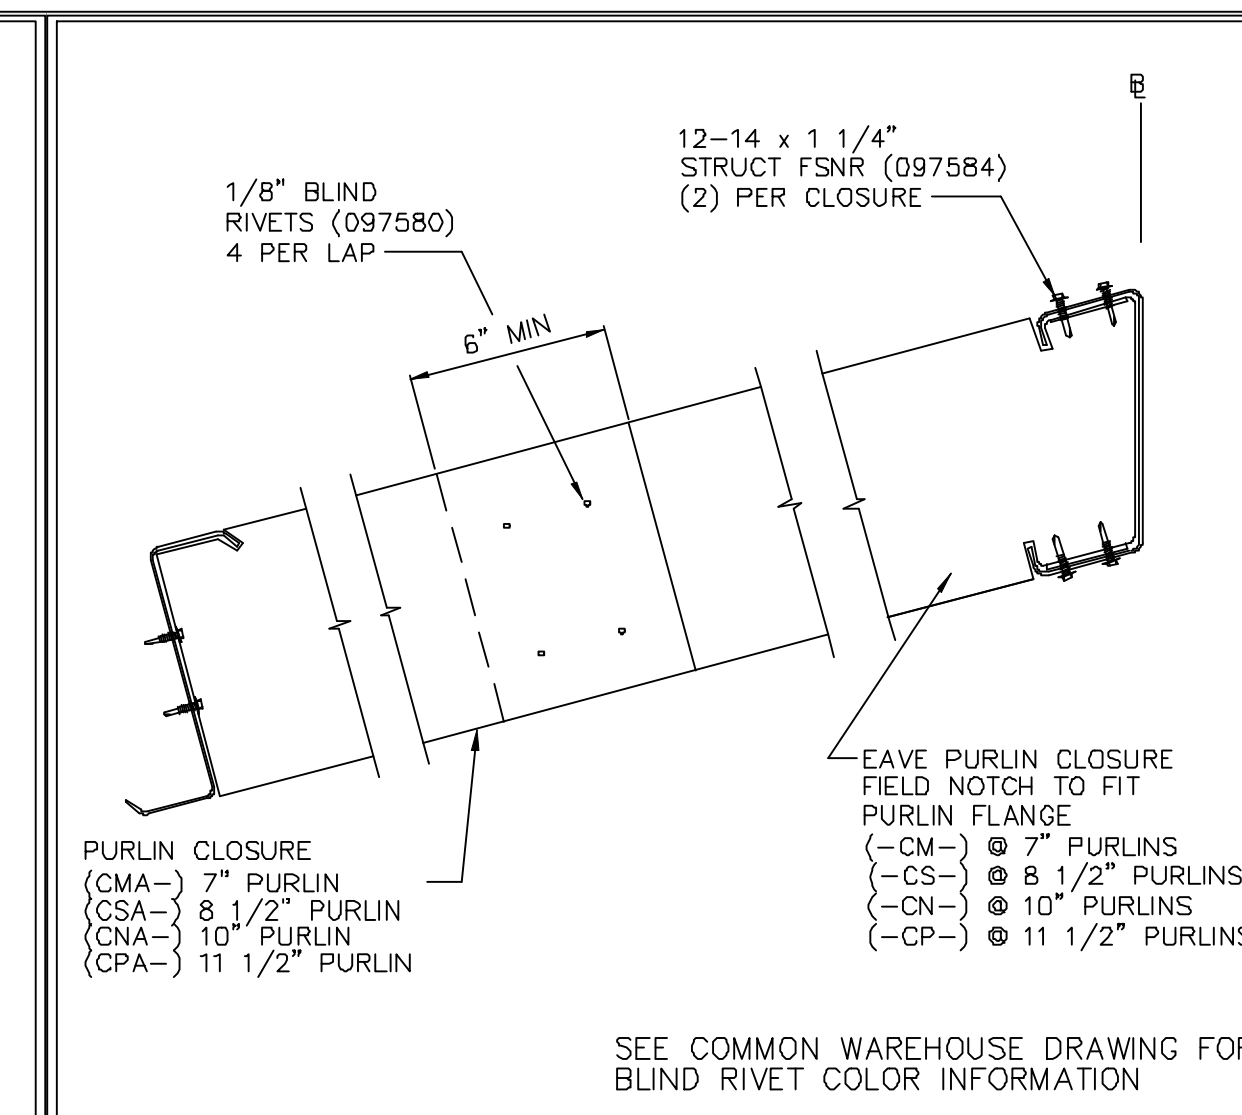 BL
12-14 x 1 1/4"
STRUCT FSNR (097584)
(2) PER CLOSURE
1/8" BLIND
RIVETS (097580)
4 PER LAP
6" MIN
EAVE PURLIN CLOSURE
FIELD NOTCH TO FIT
PURLIN FLANGE
(-CM-) @ 7" PURLINS
(-CS-) @ 8 1/2" PURLINS
(-CN-) @ 10" PURLINS
(-CP-) @ 11 1/2" PURLINS
PURLIN CLOSURE
(CMA-) 7" PURLIN
(CSA-) 8 1/2" PURLIN
(CNA-) 10" PURLIN
(CPA-) 11 1/2" PURLIN
SEE COMMON WAREHOUSE DRAWING FOR
BLIND RIVET COLOR INFORMATION